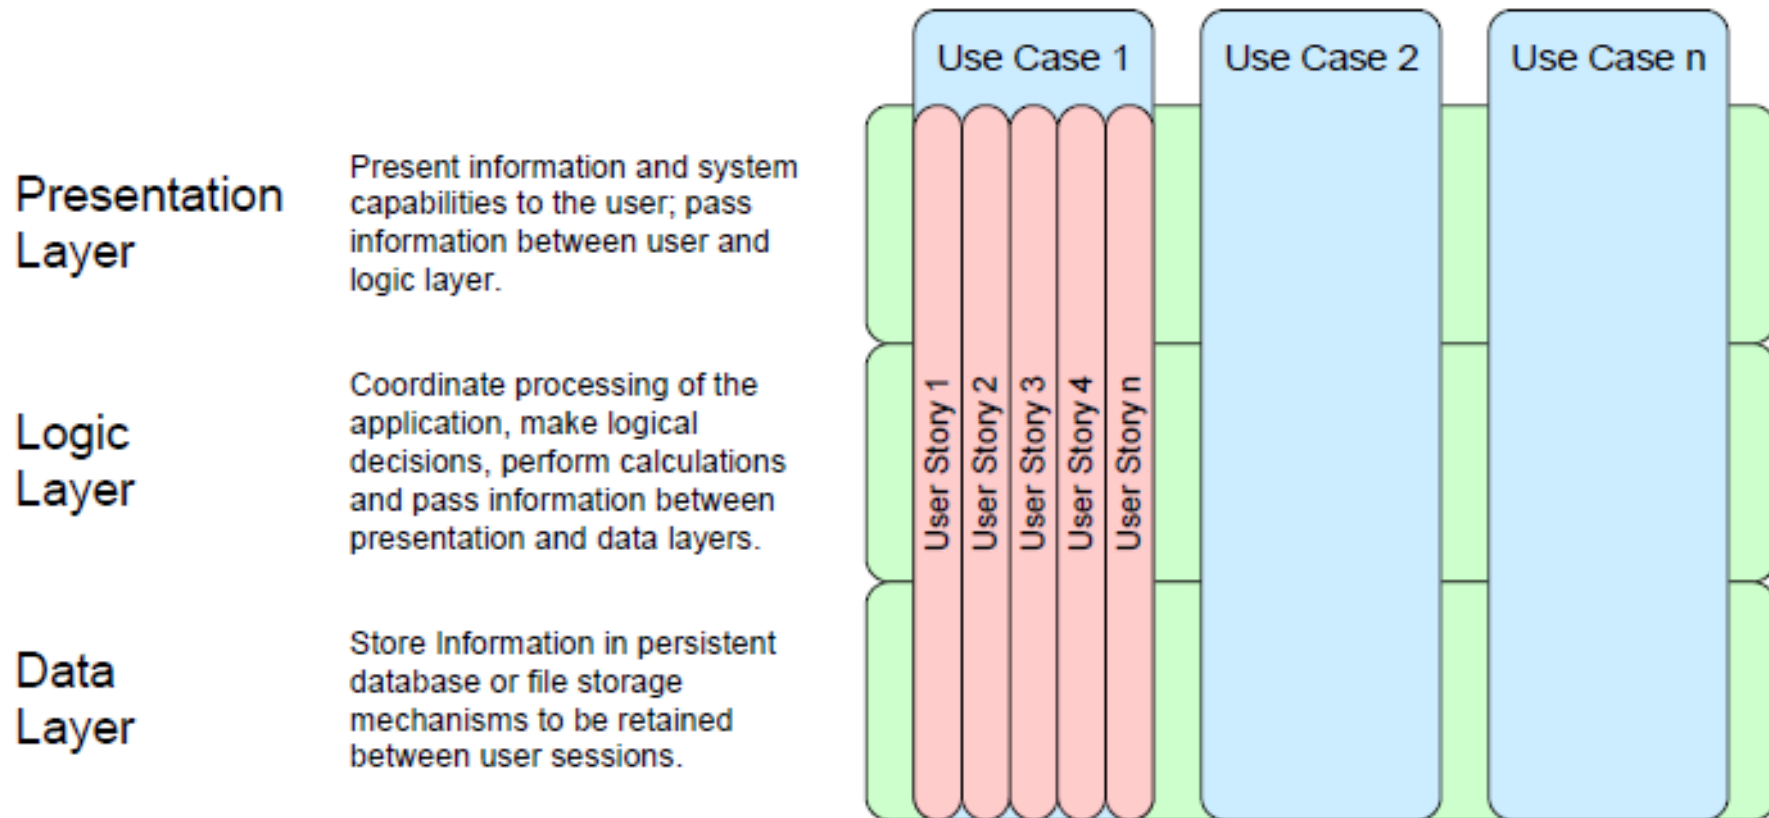 Use Case 1
Use Case 2
Use Case n
Presentation
Layer
Present information and system
capabilities to the user; pass
information between user and
logic layer.
Logic
Layer
Coordinate processing of the
application, make logical
decisions, perform calculations
and pass information between
presentation and data layers.
User Story 1
User Story 2
User Story 3
User Story 4
User Story n
Data
Layer
Store Information in persistent
database or file storage
mechanisms to be retained
between user sessions.